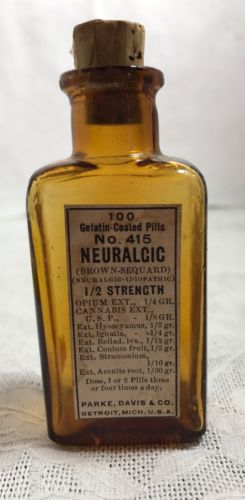 100
Gelatin-Coated Pills
No. 415
NEURALGIC
(BROWN-SEQUARD)
(NEURALGIC-IDIOPATHIC)
1/2 STRENGTH
OPIUM EXT., 1/4 GR.
CANNABIS EXT.,
U. S. P., - 1/8 GR.
Ext. Hyoscyamus, 1/3 gr.
Ext. Ignatia, - 1/4 gr.
Ext. Bellad. lvs., 1/12 gr.
Ext. Conium fruit, 1/3 gr.
Ext. Stramonium,
1/10 gr.
Ext. Aconite root, 1/30 gr.
Dose, 1 or 2 Pills three
or four times a day.
PARKE, DAVIS & CO.
DETROIT, MICH. U. S. A.